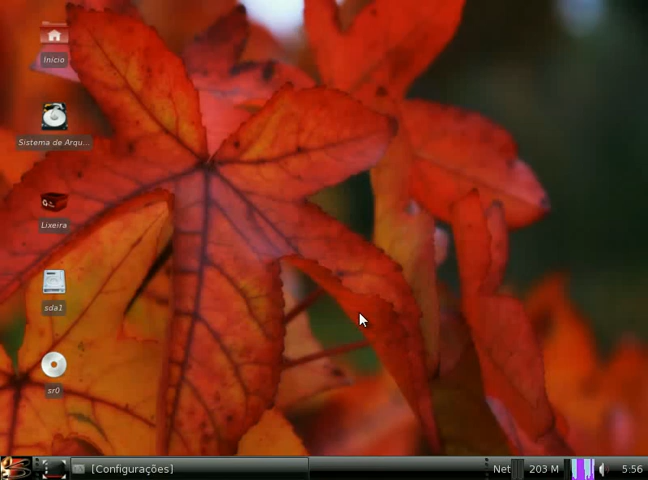 Início
Sistema de Arqu...
Lixeira
sda1
sr0
[Configurações]
Net
203 M
5:56